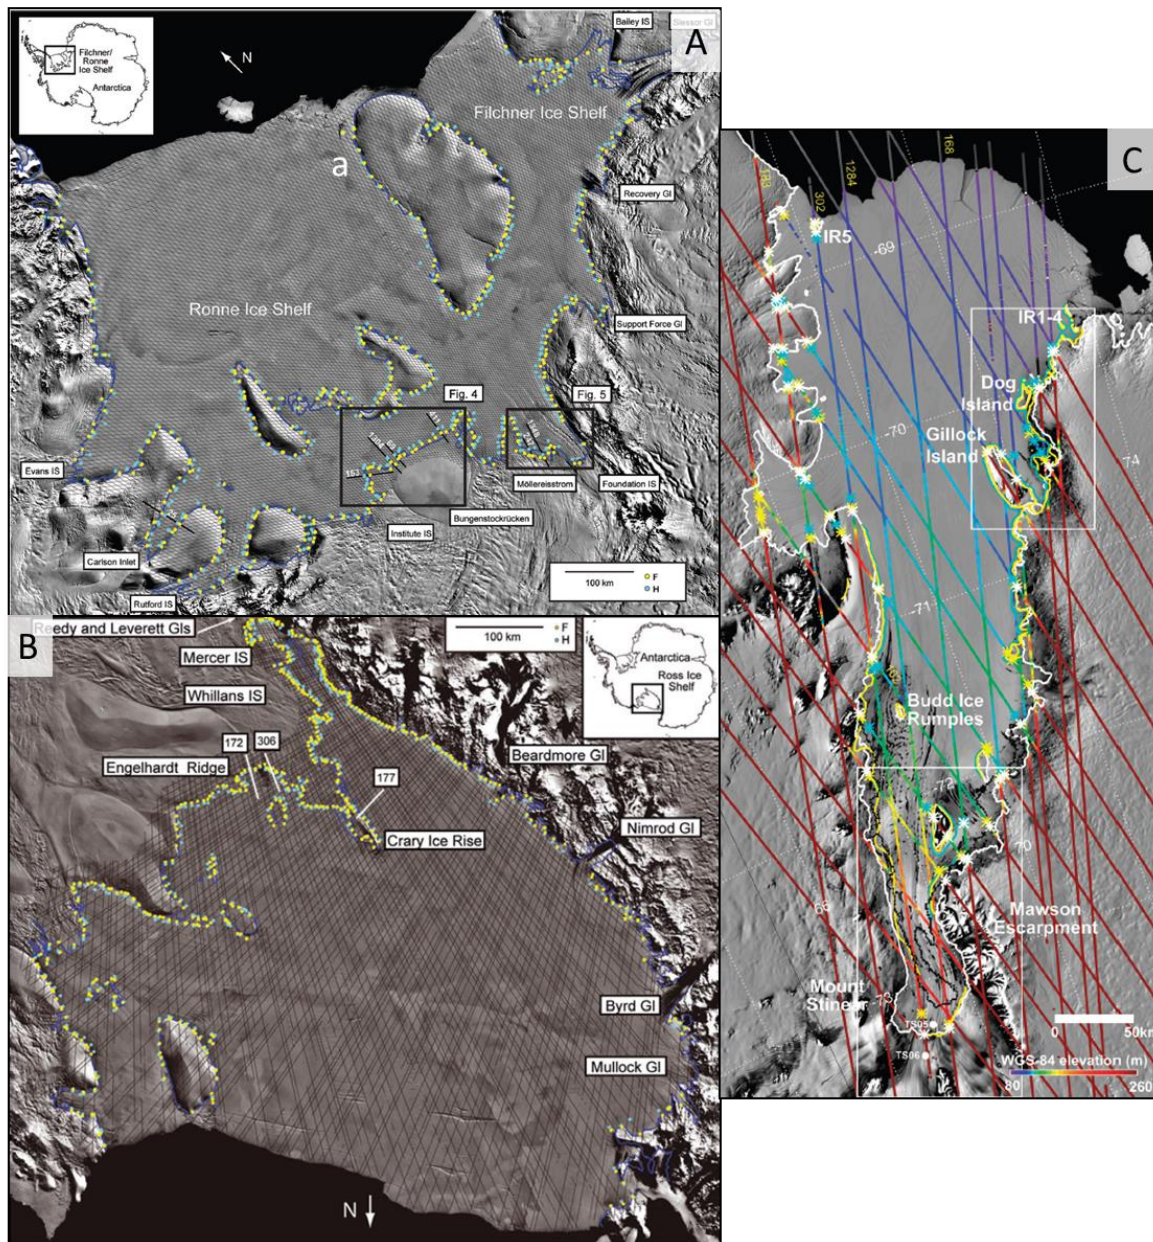 A
Filchner/
Ronne
Ice Shelf
Antarctica
N
Bailey IS
Slessor Gl
Filchner Ice Shelf
a
Recovery Gl
Ronne Ice Shelf
Support Force Gl
Fig. 4
Fig. 5
153
Evans IS
Möllereisstrom
Foundation IS
Bungenstockrücken
Institute IS
Carlson Inlet
Rutford IS
100 km
F
H
B
Reedy and Leverett Gls
Mercer IS
Whillans IS
172
306
Engelhardt Ridge
177
Crary Ice Rise
100 km
F
H
Antarctica
Ross Ice
Shelf
Beardmore Gl
Nimrod Gl
Byrd Gl
Mullock Gl
N
C
183
302
1284
168
IR5
-69
IR1-4
Dog
Island
-70
Gillock
Island
74
-71
Budd Ice
Rumples
70
Mawson
Escarpment
Mount
-73
TS05
TS06
0
50km
WGS-84 elevation (m)
80
260